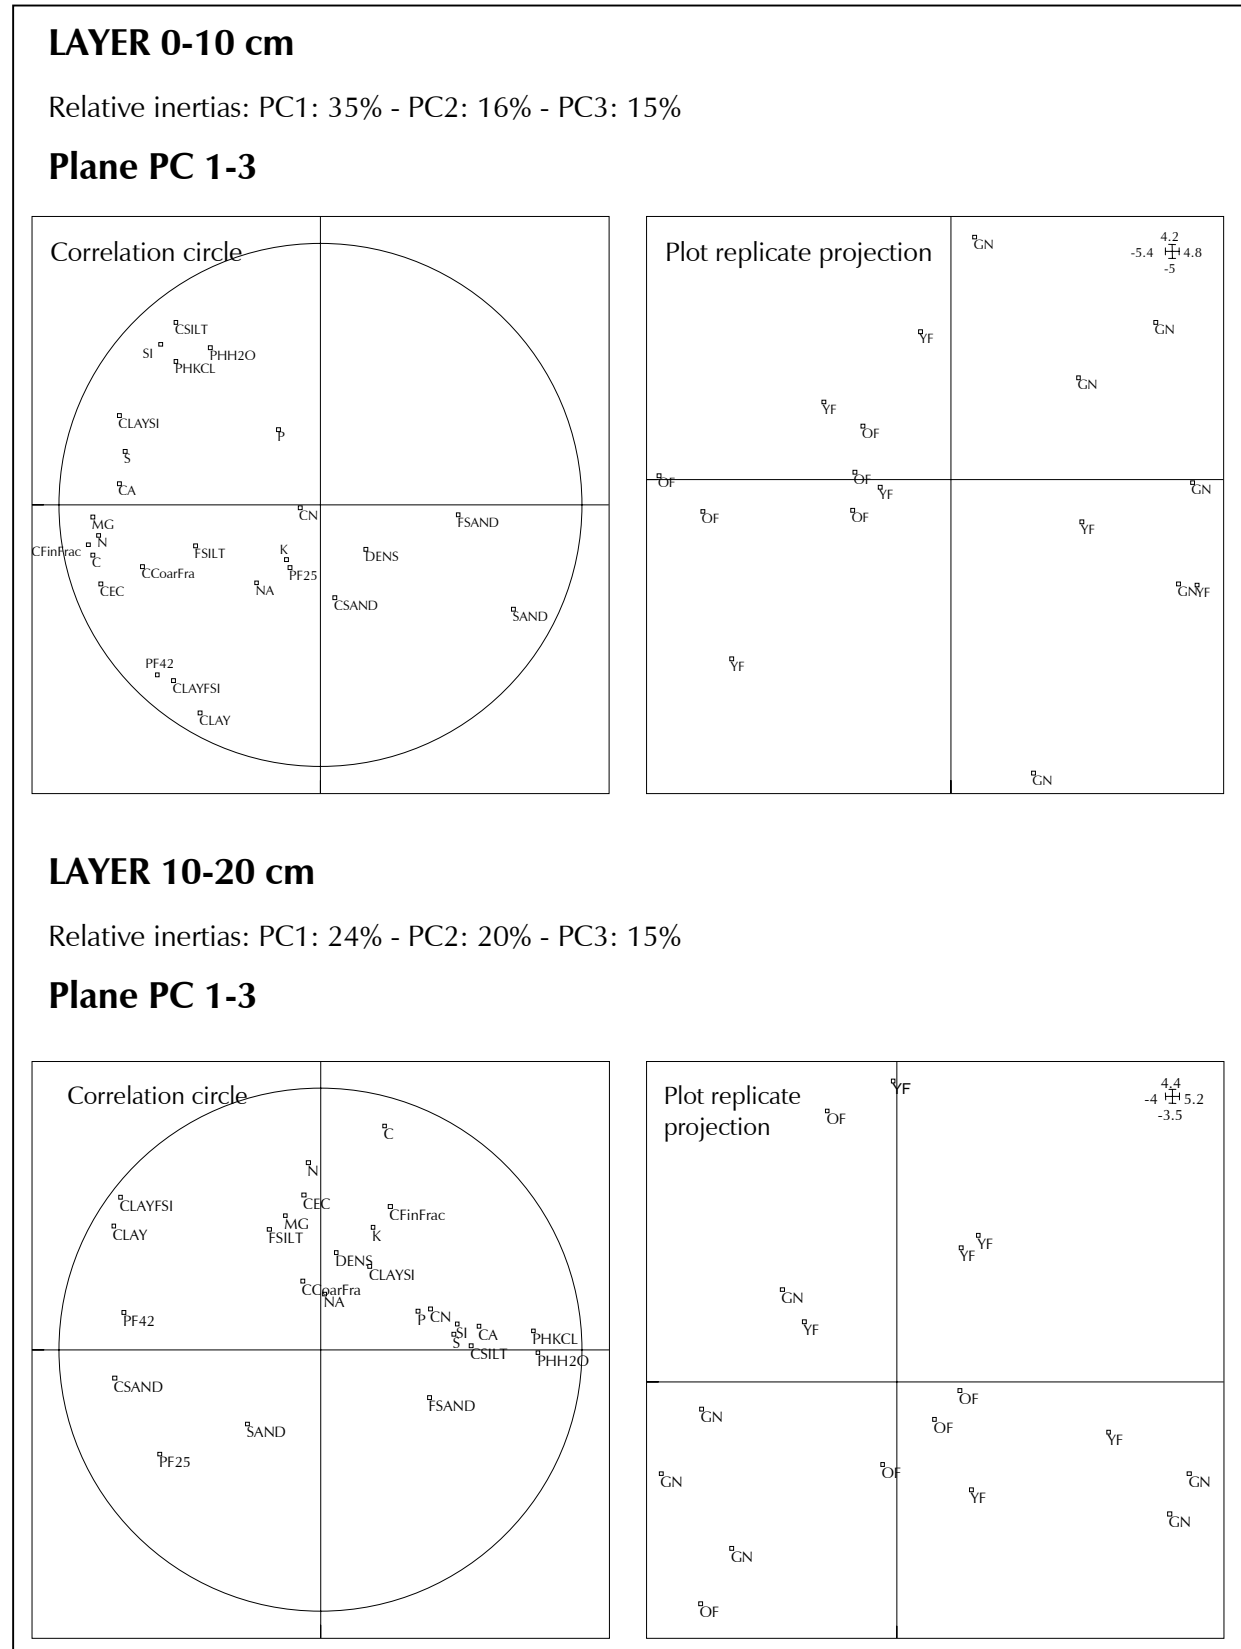 LAYER 0-10 cm
Relative inertias: PC1: 35% - PC2: 16% - PC3: 15%
Plane PC 1-3
Correlation circle
CSILT
SI
PHH2O
PHKCL
CLAYSI
P
S
CA
CN
MG
FSAND
N
CFinFrac
C
FSILT
K
DENS
CCoarFra
PF25
CEC
NA
CSAND
SAND
PF42
CLAYFSI
CLAY
Plot replicate projection
4.2
-5.4 4.8
-5
GN
GN
YF
GN
YF
OF
OF
OF
YF
GN
OF
OF
YF
GN
YF
YF
GN
LAYER 10-20 cm
Relative inertias: PC1: 24% - PC2: 20% - PC3: 15%
Plane PC 1-3
Correlation circle
C
N
CLAYFSI
CEC
CFinFrac
MG
CLAY
FSILT
K
DENS
CLAYSI
CCoarFra
NA
PF42
P
CN
SI
CA
S
PHKCL
CSILT
PHH2O
CSAND
FSAND
SAND
PF25
Plot replicate
projection
4.4
-4 5.2
-3.5
YF
OF
YF
YF
GN
YF
OF
GN
OF
YF
OF
GN
GN
YF
GN
GN
OF